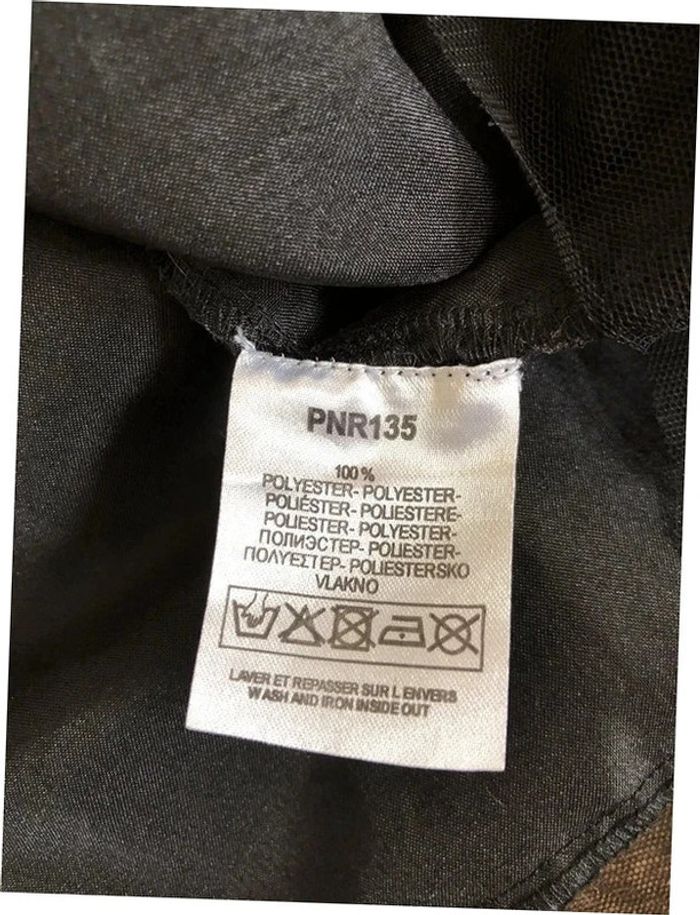 PNR135
100 %
POLYESTER- POLYESTER-
POLIÉSTER- POLIESTERE-
POLIESTER- POLYESTER-
ПОЛИЭСТЕР- POLIESTER-
ΠΟΛΥΕΣΤΕΡ- POLIESTERSKO
VLAKNO
LAVER ET REPASSER SUR L ENVERS
WASH AND IRON INSIDE OUT